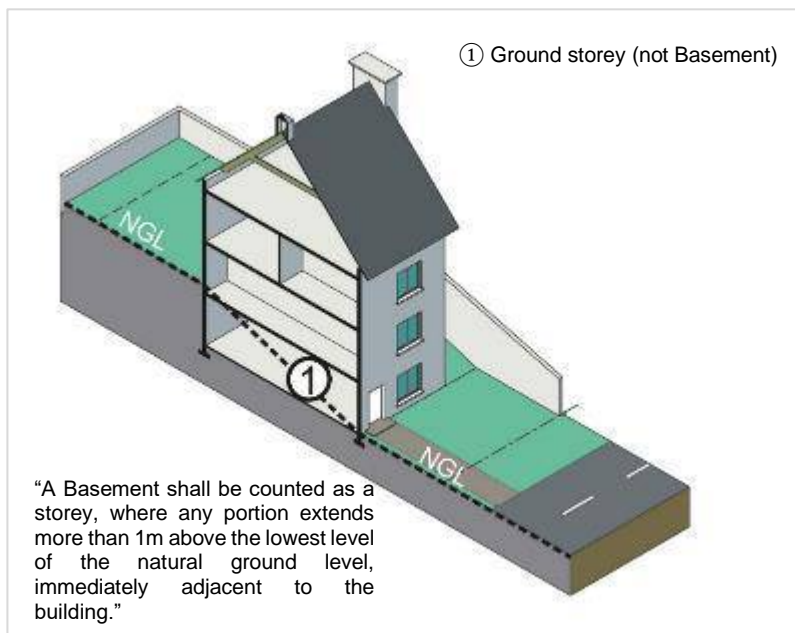 ① Ground storey (not Basement)
NGL
①
NGL
“A Basement shall be counted as a
storey, where any portion extends
more than 1m above the lowest level
of the natural ground level,
immediately adjacent to the
building.”